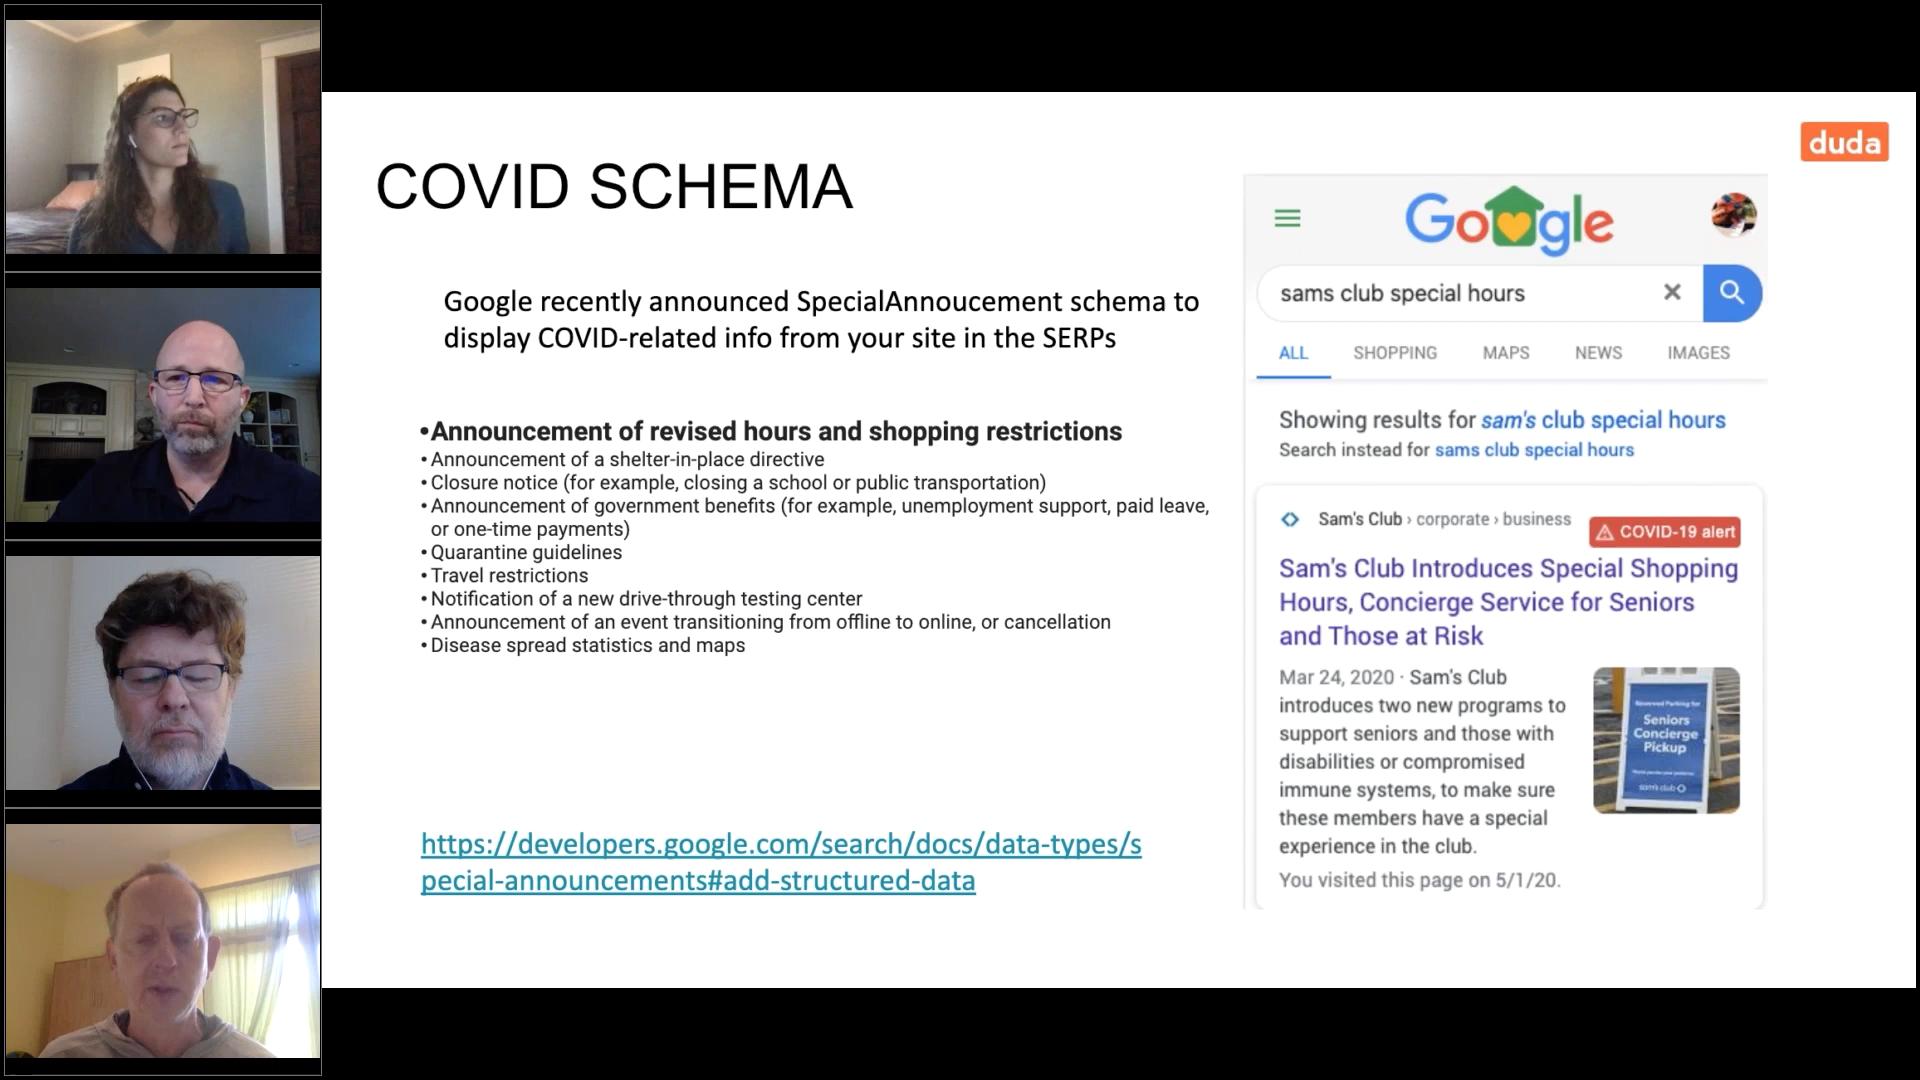 duda
COVID SCHEMA
Google recently announced SpecialAnnoucement schema to
display COVID-related info from your site in the SERPs
•Announcement of revised hours and shopping restrictions
•Announcement of a shelter-in-place directive
•Closure notice (for example, closing a school or public transportation)
•Announcement of government benefits (for example, unemployment support, paid leave,
or one-time payments)
•Quarantine guidelines
•Travel restrictions
•Notification of a new drive-through testing center
•Announcement of an event transitioning from offline to online, or cancellation
•Disease spread statistics and maps
https://developers.google.com/search/docs/data-types/s
pecial-announcements#add-structured-data
Google
sams club special hours
ALL SHOPPING MAPS NEWS IMAGES
Showing results for sam's club special hours
Search instead for sams club special hours
Sam's Club › corporate › business
COVID-19 alert
Sam's Club Introduces Special Shopping
Hours, Concierge Service for Seniors
and Those at Risk
Mar 24, 2020 · Sam's Club
introduces two new programs to
support seniors and those with
disabilities or compromised
immune systems, to make sure
these members have a special
experience in the club.
You visited this page on 5/1/20.
Reserved Parking for
Seniors
Concierge
Pickup
sam's club